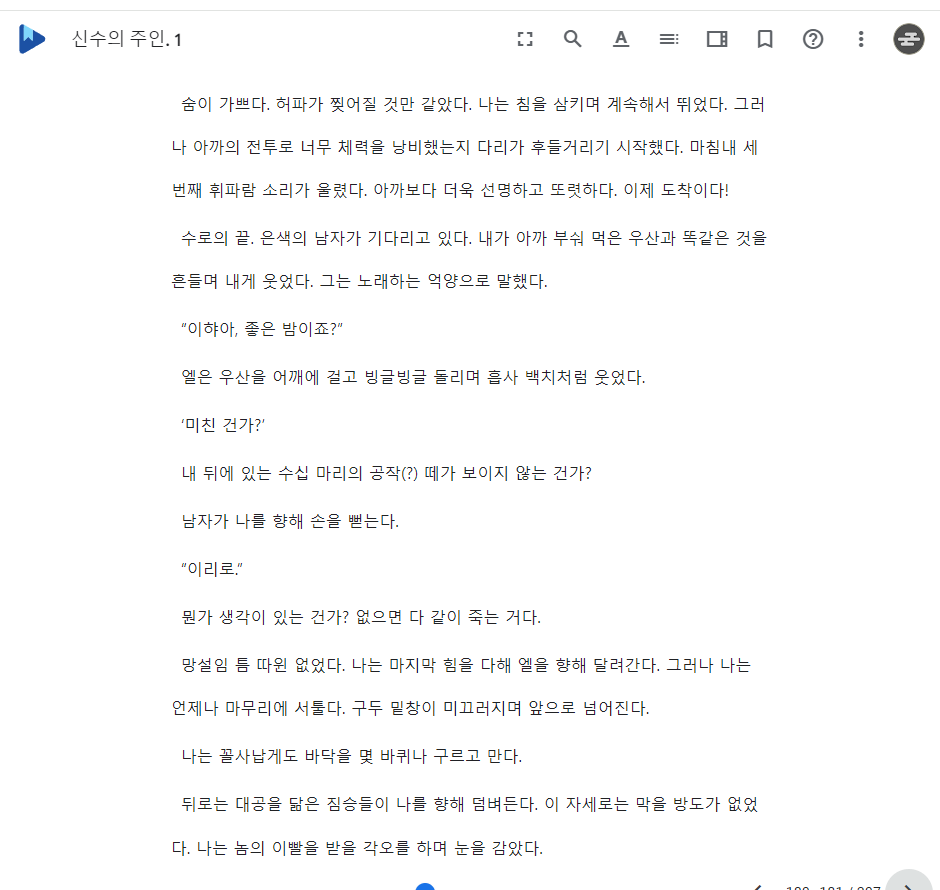 신수의 주인. 1
숨이 가쁘다. 허파가 찢어질 것만 같았다. 나는 침을 삼키며 계속해서 뛰었다. 그러
나 아까의 전투로 너무 체력을 낭비했는지 다리가 후들거리기 시작했다. 마침내 세
번째 휘파람 소리가 울렸다. 아까보다 더욱 선명하고 또렷하다. 이제 도착이다!
수로의 끝. 은색의 남자가 기다리고 있다. 내가 아까 부숴 먹은 우산과 똑같은 것을
흔들며 내게 웃었다. 그는 노래하는 억양으로 말했다.
“이햐아, 좋은 밤이죠?”
엘은 우산을 어깨에 걸고 빙글빙글 돌리며 흡사 백치처럼 웃었다.
‘미친 건가?’
내 뒤에 있는 수십 마리의 공작(?) 떼가 보이지 않는 건가?
남자가 나를 향해 손을 뻗는다.
“이리로.”
뭔가 생각이 있는 건가? 없으면 다 같이 죽는 거다.
망설임 틈 따윈 없었다. 나는 마지막 힘을 다해 엘을 향해 달려간다. 그러나 나는
언제나 마무리에 서툴다. 구두 밑창이 미끄러지며 앞으로 넘어진다.
나는 꼴사납게도 바닥을 몇 바퀴나 구르고 만다.
뒤로는 대공을 닮은 짐승들이 나를 향해 덤벼든다. 이 자세로는 막을 방도가 없었
다. 나는 놈의 이빨을 받을 각오를 하며 눈을 감았다.